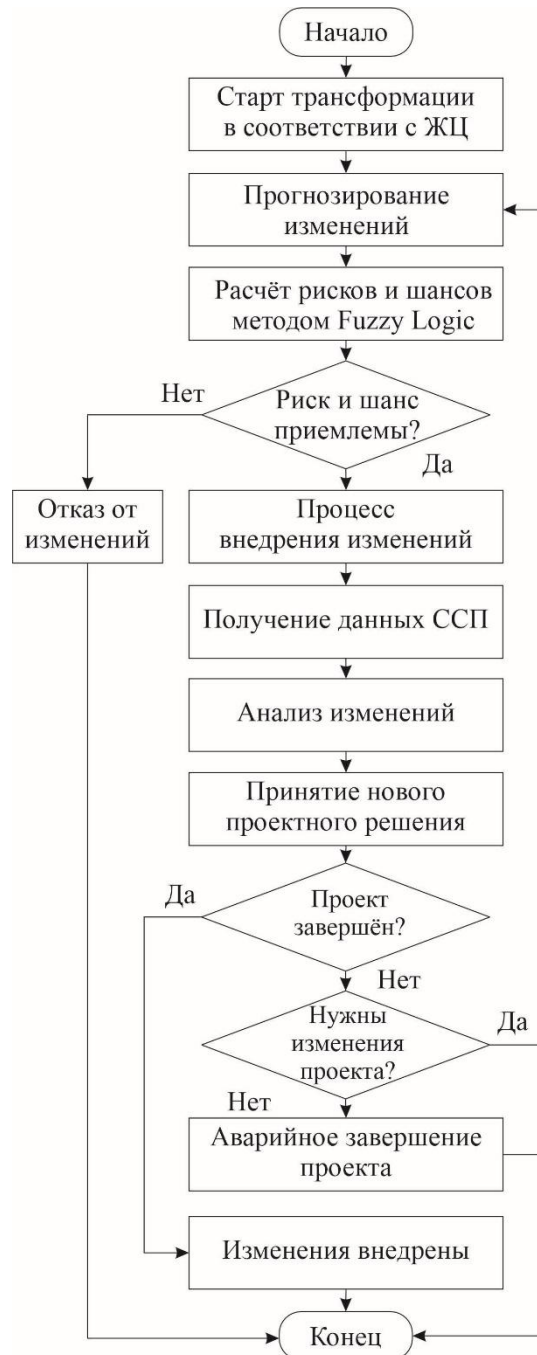 Начало
Старт трансформации
в соответствии с ЖЦ
Прогнозирование
изменений
Расчёт рисков и шансов
методом Fuzzy Logic
Нет
Риск и шанс
приемлемы?
Да
Отказ от
изменений
Процесс
внедрения изменений
Получение данных ССП
Анализ изменений
Принятие нового
проектного решения
Да
Проект
завершён?
Нет
Нужны
изменения
проекта?
Да
Нет
Аварийное завершение
проекта
Изменения внедрены
Конец